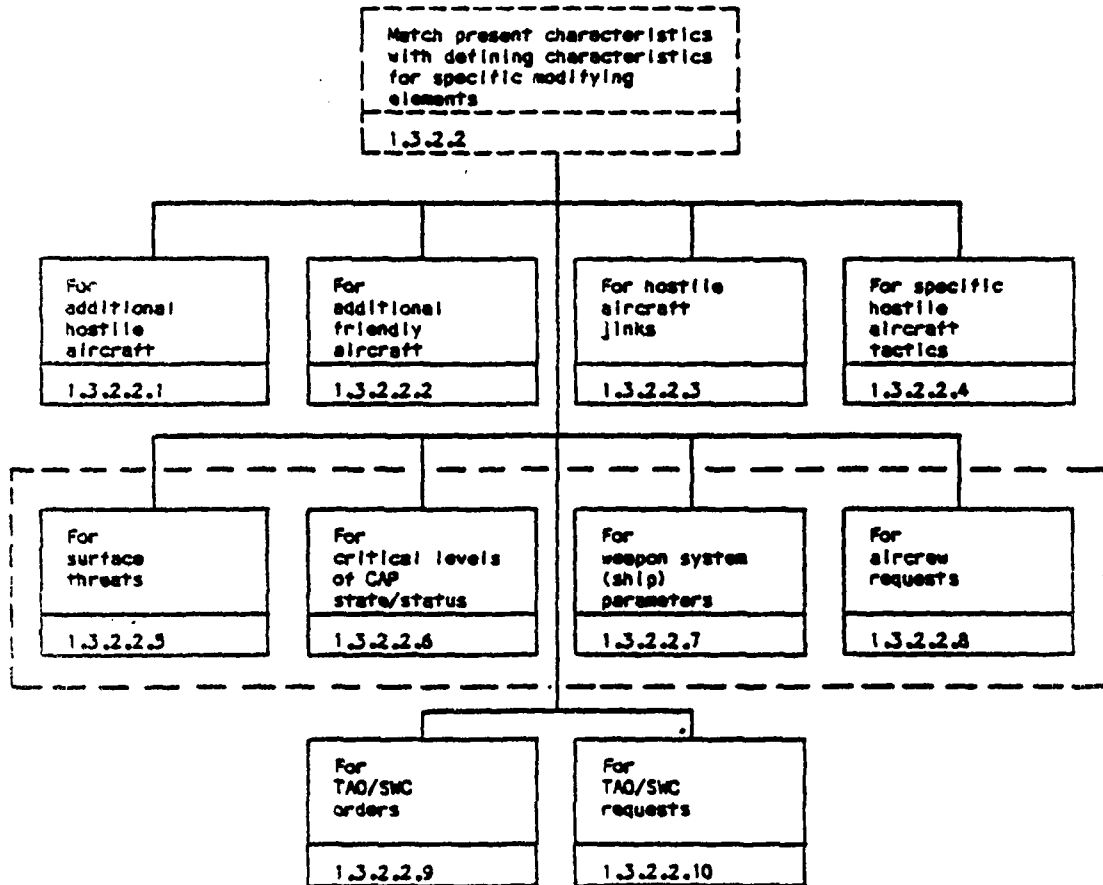 Match present characteristics
with defining characteristics
for specific modifying
elements
1.3.2.2
For
additional
hostile
aircraft
1.3.2.2.1
For
additional
friendly
aircraft
1.3.2.2.2
For hostile
aircraft
jinks
1.3.2.2.3
For specific
hostile
aircraft
tactics
1.3.2.2.4
For
surface
threats
1.3.2.2.5
For
critical levels
of CAP
state/status
1.3.2.2.6
For
weapon system
(ship)
parameters
1.3.2.2.7
For
aircrew
requests
1.3.2.2.8
For
TAO/SWC
orders
1.3.2.2.9
For
TAO/SWC
requests
1.3.2.2.10